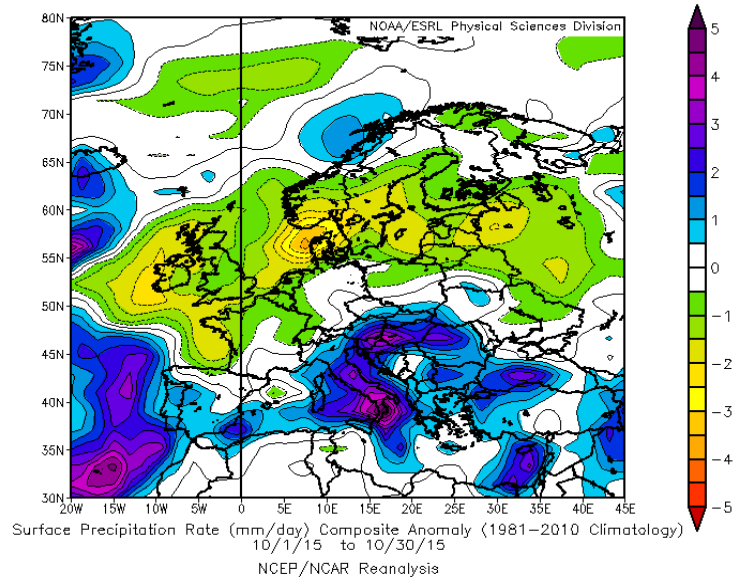 NOAA/ESRL Physical Sciences Division
80N
75N
70N
65N
60N
55N
50N
45N
40N
35N
30N
20W 15W 10W 5W 0 5E 10E 15E 20E 25E 30E 35E 40E 45E
5
4
3
2
1
0
−1
−2
−3
−4
−5
Surface Precipitation Rate (mm/day) Composite Anomaly (1981−2010 Climatology)
10/1/15 to 10/30/15
NCEP/NCAR Reanalysis